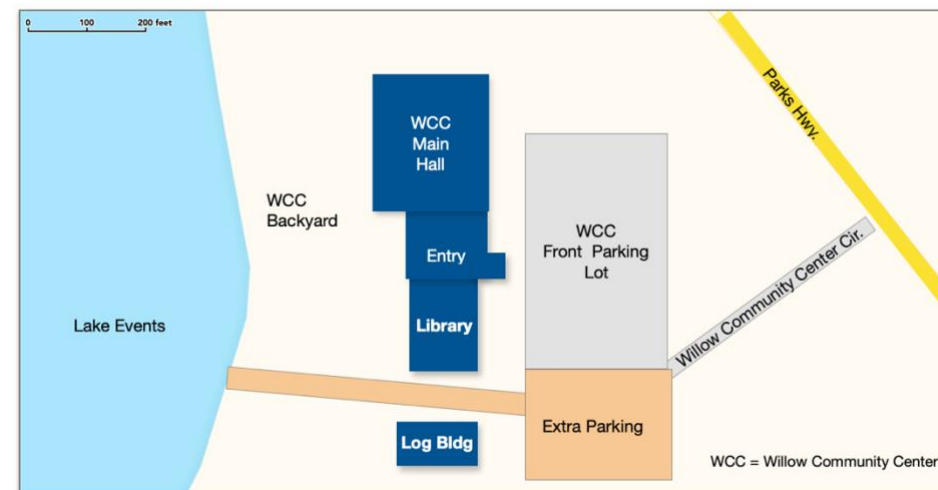 0 100 200 feet
Parks Hwy.
WCC
Main
Hall
WCC
Backyard
Entry
WCC
Front Parking
Lot
Willow Community Center Cir.
Lake Events
Library
Log Bldg
Extra Parking
WCC = Willow Community Center